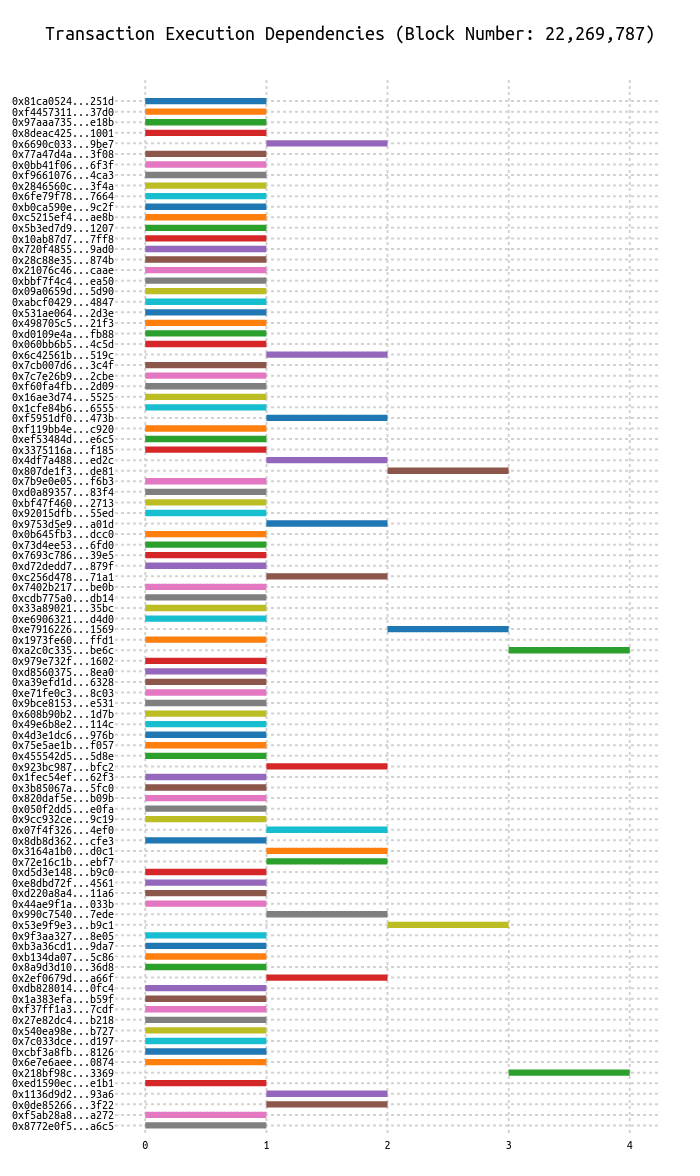 Transaction Execution Dependencies (Block Number: 22,269,787)
0x81ca0524...251d
0xf4457311...37d0
0x97aaa735...e18b
0x8deac425...1001
0x6690c033...9be7
0x77a47d4a...3f08
0x0bb41f06...6f3f
0xf9661076...4ca3
0x2846560c...3f4a
0x6fe79f78...7664
0xb0ca590e...9c2f
0xc5215ef4...ae8b
0x5b3ed7d9...1207
0x10ab87d7...7ff8
0x720f4855...9ad0
0x28c88e35...874b
0x21076c46...caae
0xbbf7f4c4...ea50
0x09a0659d...5d90
0xabcf0429...4847
0x531ae064...2d3e
0x498705c5...21f3
0xd0109e4a...fb88
0x060bb6b5...4c5d
0x6c42561b...519c
0x7cb007d6...3c4f
0x7c7e26b9...2cbe
0xf60fa4fb...2d09
0x16ae3d74...5525
0x1cfe84b6...6555
0xf5951df0...473b
0xf119bb4e...c920
0xef53484d...e6c5
0x3375116a...f185
0x4df7a488...ed2c
0x807de1f3...de81
0x7b9e0e05...f6b3
0xd0a89357...83f4
0xbf47f460...2713
0x92015dfb...55ed
0x9753d5e9...a01d
0x0b645fb3...dcc0
0x73d4ee53...6fd0
0x7693c786...39e5
0xd72dedd7...879f
0xc256d478...71a1
0x7402b217...be0b
0xcdb775a0...db14
0x33a89021...35bc
0xe6906321...d4d0
0xe7916226...1569
0x1973fe60...ffd1
0xa2c0c335...be6c
0x979e732f...1602
0xd8560375...8ea0
0xa39efd1d...6328
0xe71fe0c3...8c03
0x9bce8153...e531
0x608b90b2...1d7b
0x49e6b8e2...114c
0x4d3e1dc6...976b
0x75e5ae1b...f057
0x455542d5...5d8e
0x923bc987...bfc2
0x1fec54ef...62f3
0x3b85067a...5fc0
0x820daf5e...b09b
0x050f2dd5...e0fa
0x9cc932ce...9c19
0x07f4f326...4ef0
0x8db8d362...cfe3
0x3164a1b0...d0c1
0x72e16c1b...ebf7
0xd5d3e148...b9c0
0xe8dbd72f...4561
0xd220a8a4...11a6
0x44ae9f1a...033b
0x990c7540...7ede
0x53e9f9e3...b9c1
0x9f3aa327...8e05
0xb3a36cd1...9da7
0xb134da07...5c86
0x8a9d3d10...36d8
0x2ef0679d...a66f
0xdb828014...0fc4
0x1a383efa...b59f
0xf37ff1a3...7cdf
0x27e82dc4...b218
0x540ea98e...b727
0x7c033dce...d197
0xcbf3a8fb...8126
0x6e7e6aee...0874
0x218bf98c...3369
0xed1590ec...e1b1
0x1136d9d2...93a6
0x0de85266...3f22
0xf5ab28a8...a272
0x8772e0f5...a6c5
0 1 2 3 4